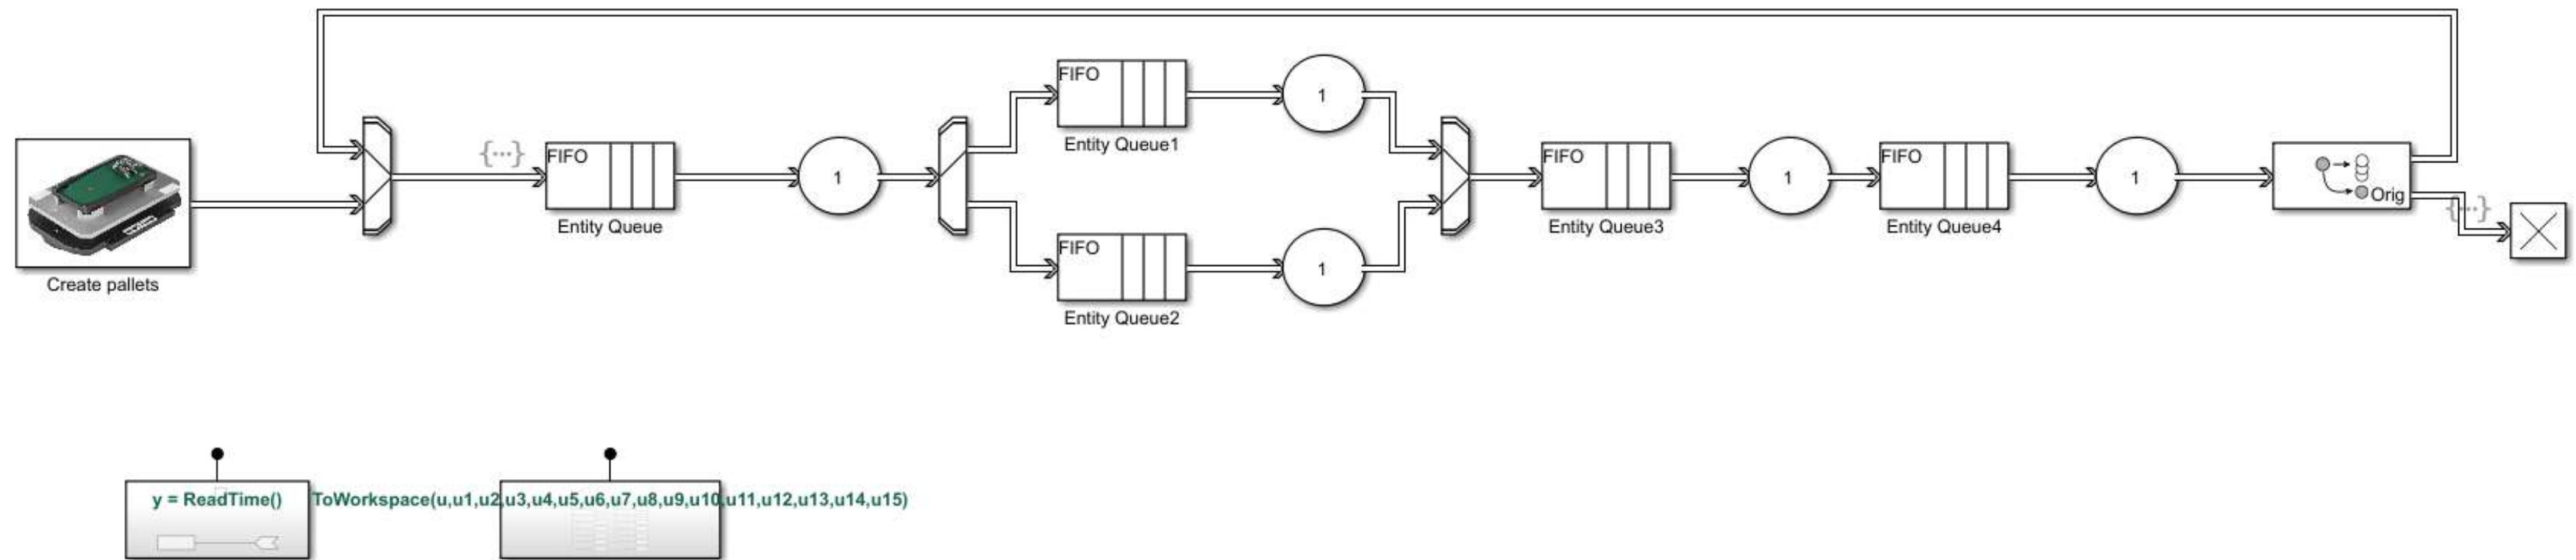 FIFO
Entity Queue1
1
Create pallets
{...}
FIFO
Entity Queue
1
FIFO
Entity Queue2
1
FIFO
Entity Queue3
1
FIFO
Entity Queue4
1
Orig
{...}
y = ReadTime()
ToWorkspace(u,u1,u2,u3,u4,u5,u6,u7,u8,u9,u10,u11,u12,u13,u14,u15)